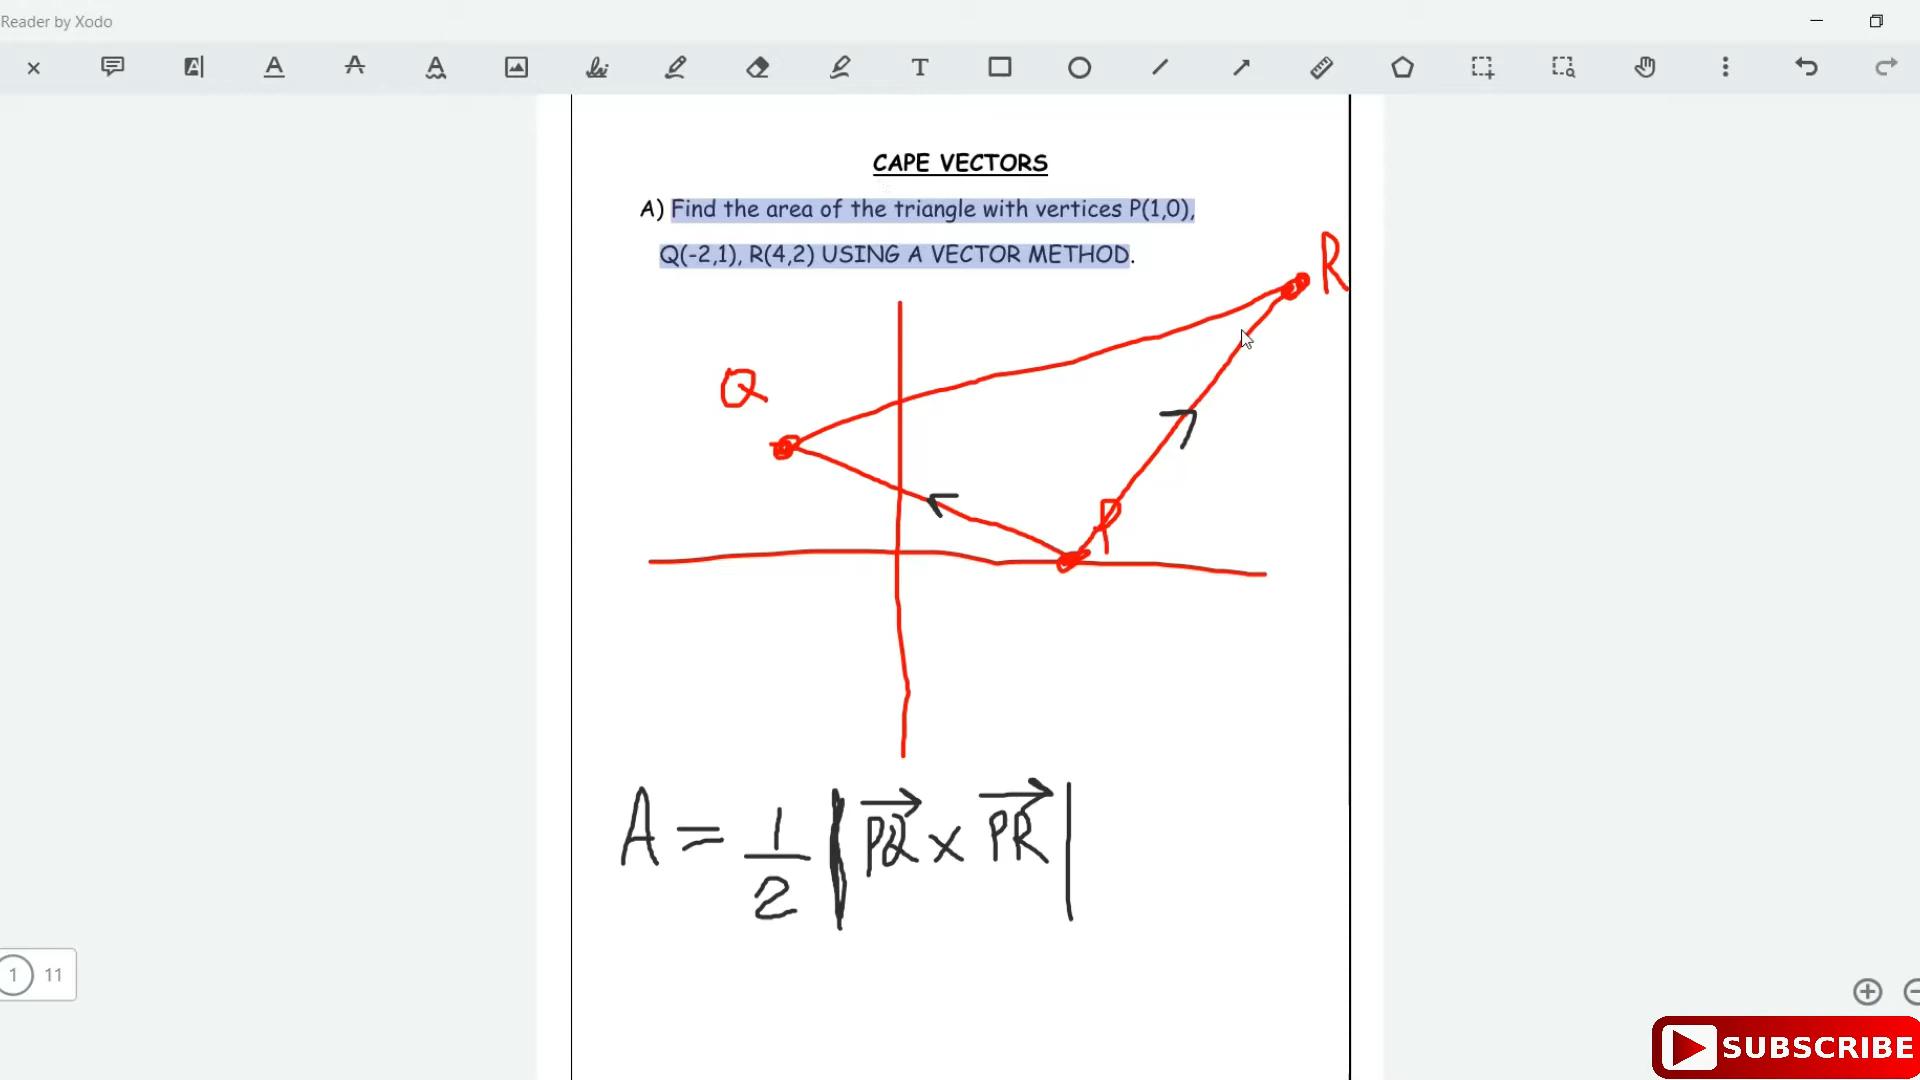 Reader by Xodo
CAPE VECTORS
A) Find the area of the triangle with vertices P(1,0),
Q(-2,1), R(4,2) USING A VECTOR METHOD.
R
Q
P
A = 1/2 |PQ × PR|
1 11
SUBSCRIBE